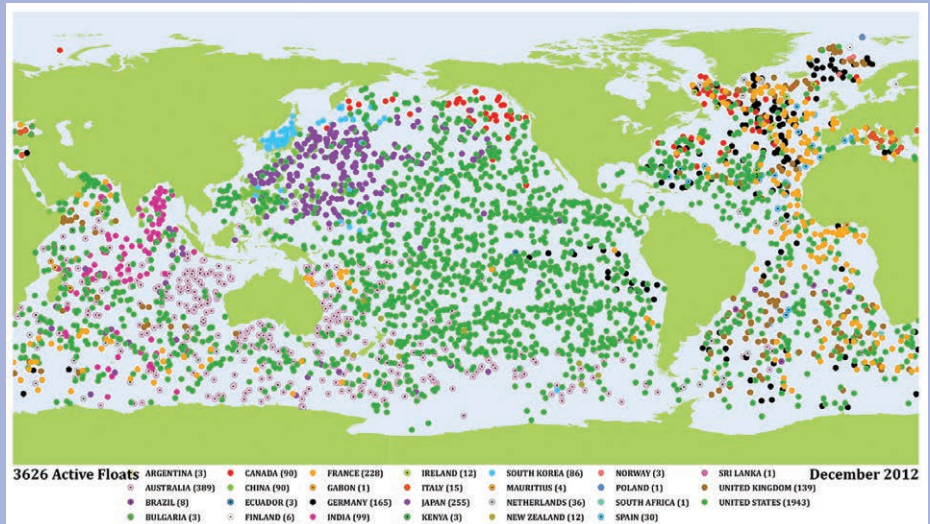 3626 Active Floats
December 2012
ARGENTINA (3) CANADA (90) FRANCE (228) IRELAND (12) SOUTH KOREA (86) NORWAY (3) SRI LANKA (1)
AUSTRALIA (389) CHINA (90) GABON (1) ITALY (15) MAURITIUS (4) POLAND (1) UNITED KINGDOM (139)
BRAZIL (8) ECUADOR (3) GERMANY (165) JAPAN (255) NETHERLANDS (36) SOUTH AFRICA (1) UNITED STATES (1943)
BULGARIA (3) FINLAND (6) INDIA (99) KENYA (3) NEW ZEALAND (12) SPAIN (30)